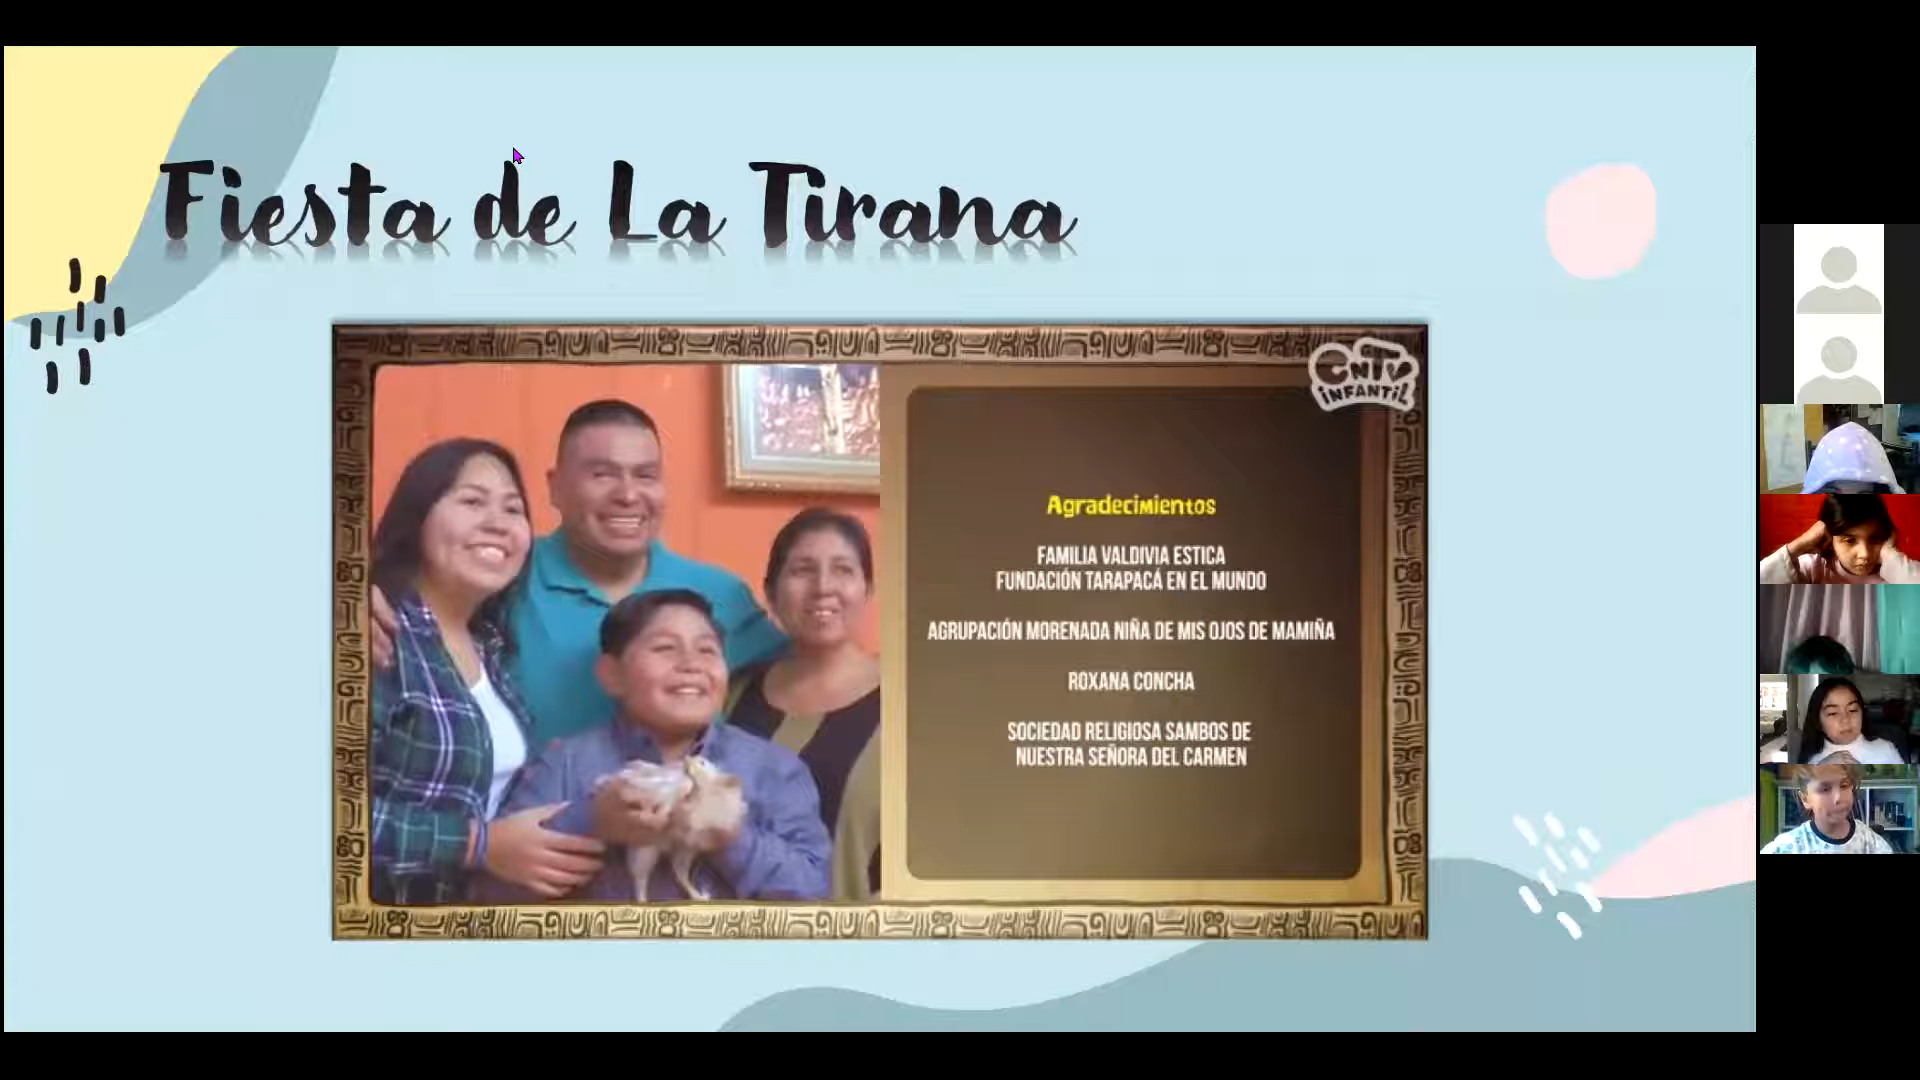 Fiesta de La Tirana
CNTV
INFANTIL
Agradecimientos
FAMILIA VALDIVIA ESTICA
FUNDACIÓN TARAPACÁ EN EL MUNDO
AGRUPACIÓN MORENADA NIÑA DE MIS OJOS DE MAMIÑA
ROXANA CONCHA
SOCIEDAD RELIGIOSA SAMBOS DE
NUESTRA SEÑORA DEL CARMEN